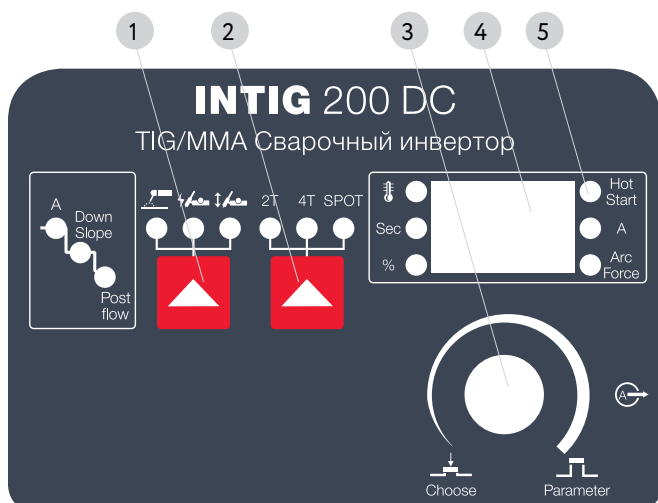 1 2 3 4 5
INTIG 200 DC
TIG/MMA Сварочный инвертор
A
Down
Slope
Post
flow
2T 4T SPOT
Sec
%
Hot
Start
A
Arc
Force
A
Choose
Parameter